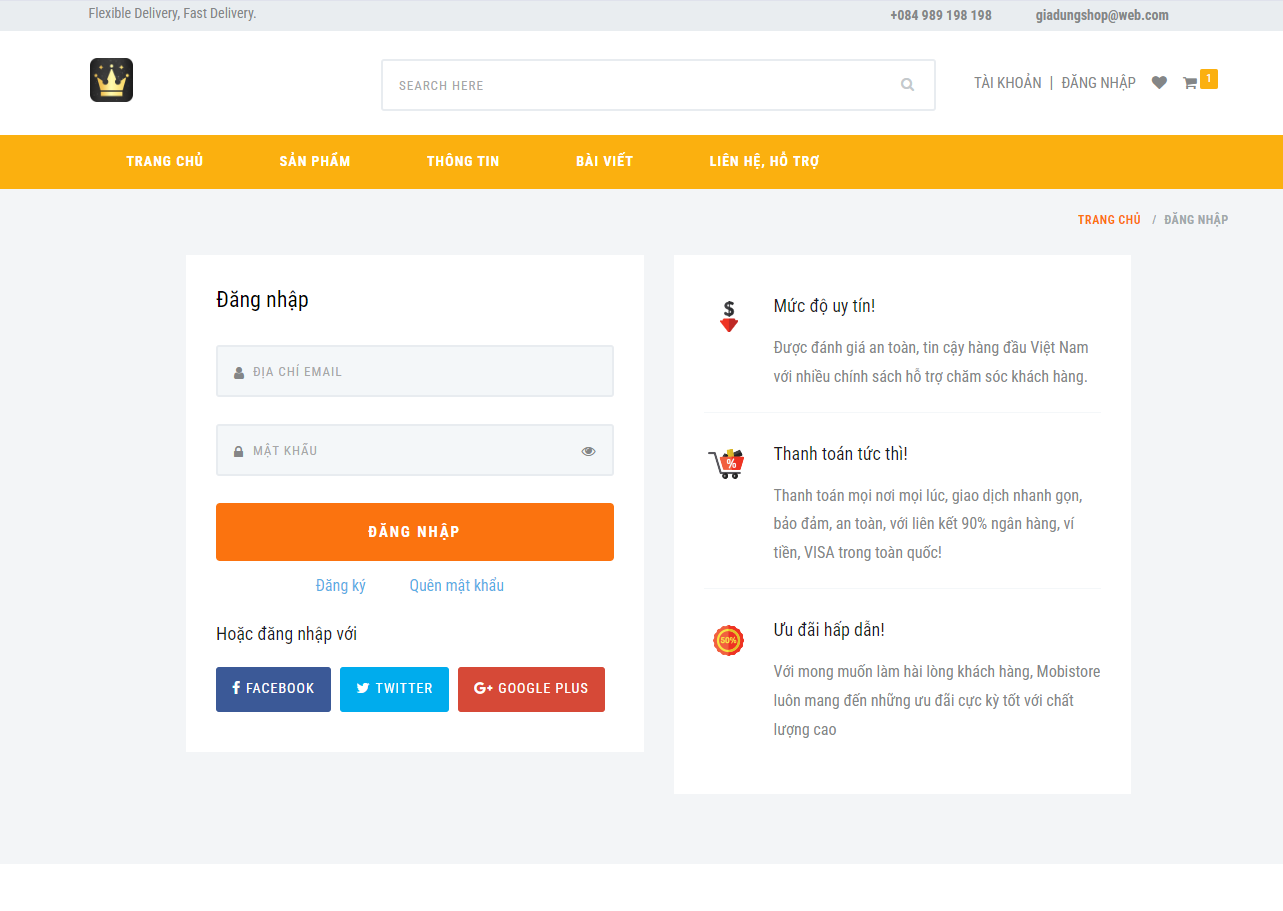 Flexible Delivery, Fast Delivery.
+084 989 198 198
giadungshop@web.com
SEARCH HERE
TÀI KHOẢN | ĐĂNG NHẬP
1
TRANG CHỦ
SẢN PHẨM
THÔNG TIN
BÀI VIẾT
LIÊN HỆ, HỖ TRỢ
TRANG CHỦ / ĐĂNG NHẬP
Đăng nhập
ĐỊA CHỈ EMAIL
MẬT KHẨU
ĐĂNG NHẬP
Đăng ký
Quên mật khẩu
Hoặc đăng nhập với
FACEBOOK
TWITTER
G+ GOOGLE PLUS
$
Mức độ uy tín!
Được đánh giá an toàn, tin cậy hàng đầu Việt Nam
với nhiều chính sách hỗ trợ chăm sóc khách hàng.
%
Thanh toán tức thì!
Thanh toán mọi nơi mọi lúc, giao dịch nhanh gọn,
bảo đảm, an toàn, với liên kết 90% ngân hàng, ví
tiền, VISA trong toàn quốc!
50%
Ưu đãi hấp dẫn!
Với mong muốn làm hài lòng khách hàng, Mobistore
luôn mang đến những ưu đãi cực kỳ tốt với chất
lượng cao